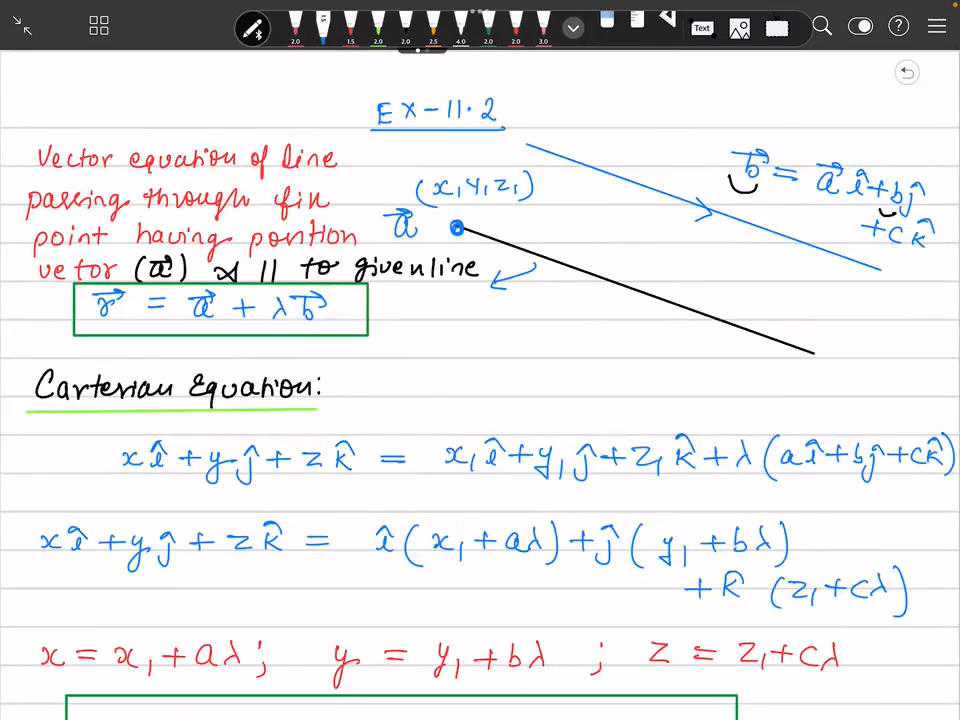 2.0 1.5 1.5 2.0 2.0 2.5 4.0 2.0 2.0 3.0 Text
Ex-11.2
Vector equation of line
passing through fix
point having position
vector (a⃗) & || to given line
r⃗ = a⃗ + λb⃗
(x₁ y₁ z₁)
a⃗
b⃗ = a⃗ î + b ĵ
+ c k̂
Carterian Equation:
xî + yĵ + zk̂ = x₁î + y₁ĵ + z₁k̂ + λ(aî + bĵ + ck̂)
xî + yĵ + zk̂ = î(x₁ + aλ) + ĵ(y₁ + bλ)
+ k̂ (z₁ + cλ)
x = x₁ + aλ ; y = y₁ + bλ ; z = z₁ + cλ